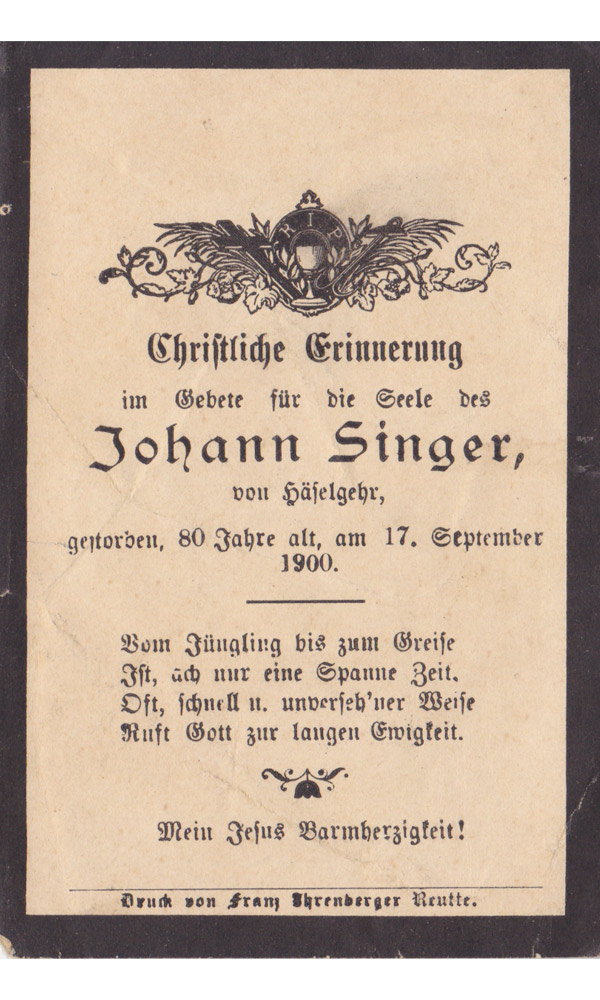 RIP
Christliche Erinnerung
im Gebete für die Seele des
Johann Singer,
von Häselgehr,
gestorben, 80 Jahre alt, am 17. September
1900.
Vom Jüngling bis zum Greise
Ist, ach nur eine Spanne Zeit.
Oft, schnell u. unverseh'ner Weise
Ruft Gott zur langen Ewigkeit.
Mein Jesus Barmherzigkeit!
Druck von Franz Ehrenberger Reutte.